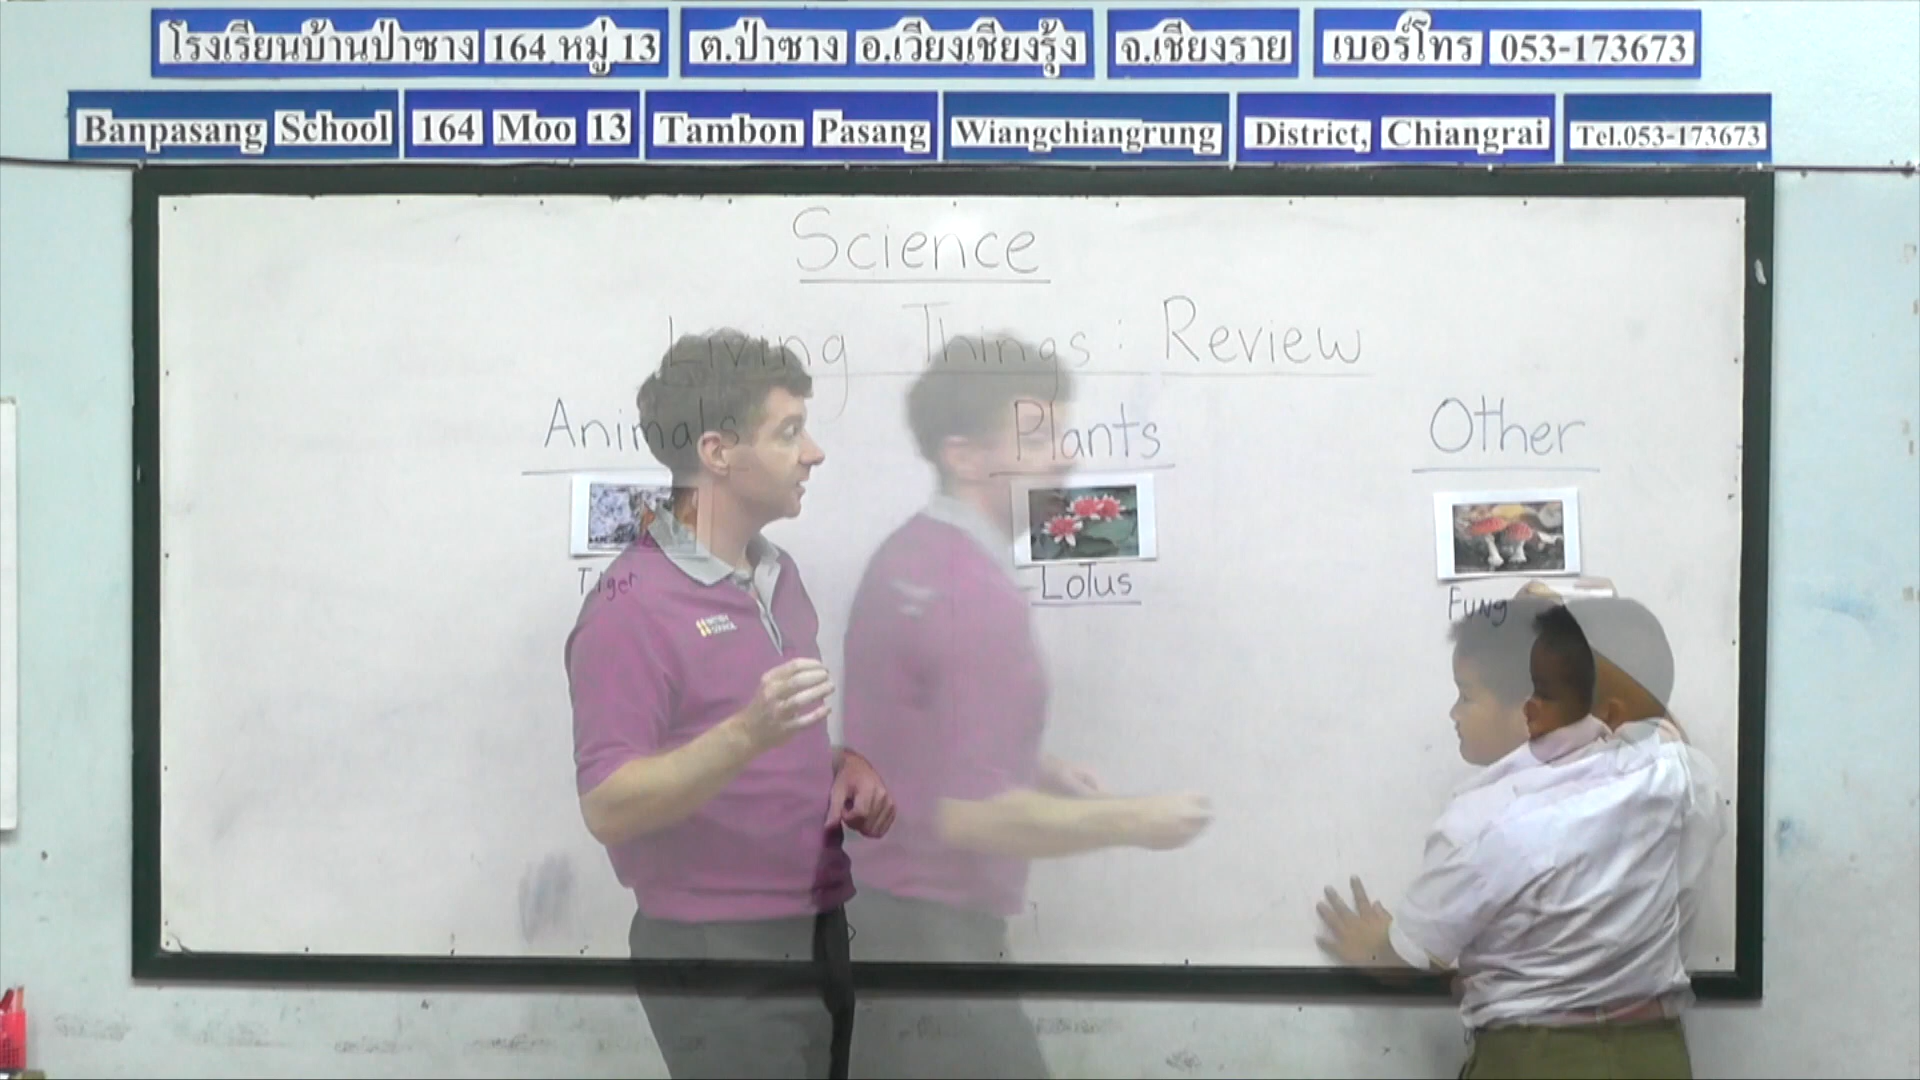 โรงเรียนบ้านป่าซาง 164 หมู่ 13 ต.ป่าซาง อ.เวียงเชียงรุ้ง จ.เชียงราย เบอร์โทร 053-173673
Banpasang School 164 Moo 13 Tambon Pasang Wiangchiangrung District, Chiangrai Tel.053-173673
Science
Living Things: Review
Animals Plants Other
Tiger Lotus Fung
BRITISH
COUNCIL